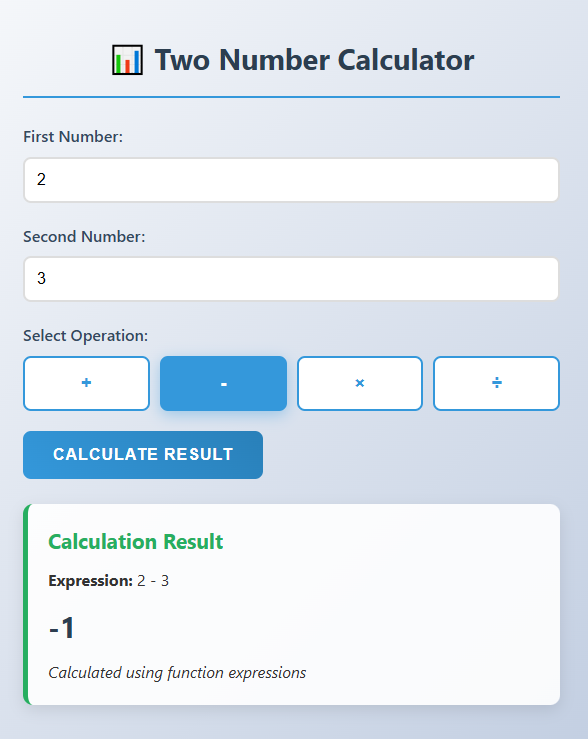 Two Number Calculator
First Number:
2
Second Number:
3
Select Operation:
+ - × ÷
CALCULATE RESULT
Calculation Result
Expression: 2 - 3
-1
Calculated using function expressions